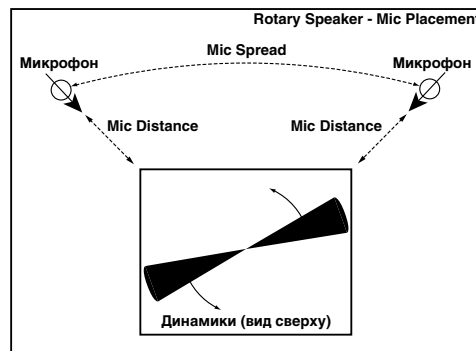 Rotary Speaker - Mic Placement
Mic Spread
Микрофон
Микрофон
Mic Distance
Mic Distance
Динамики (вид сверху)